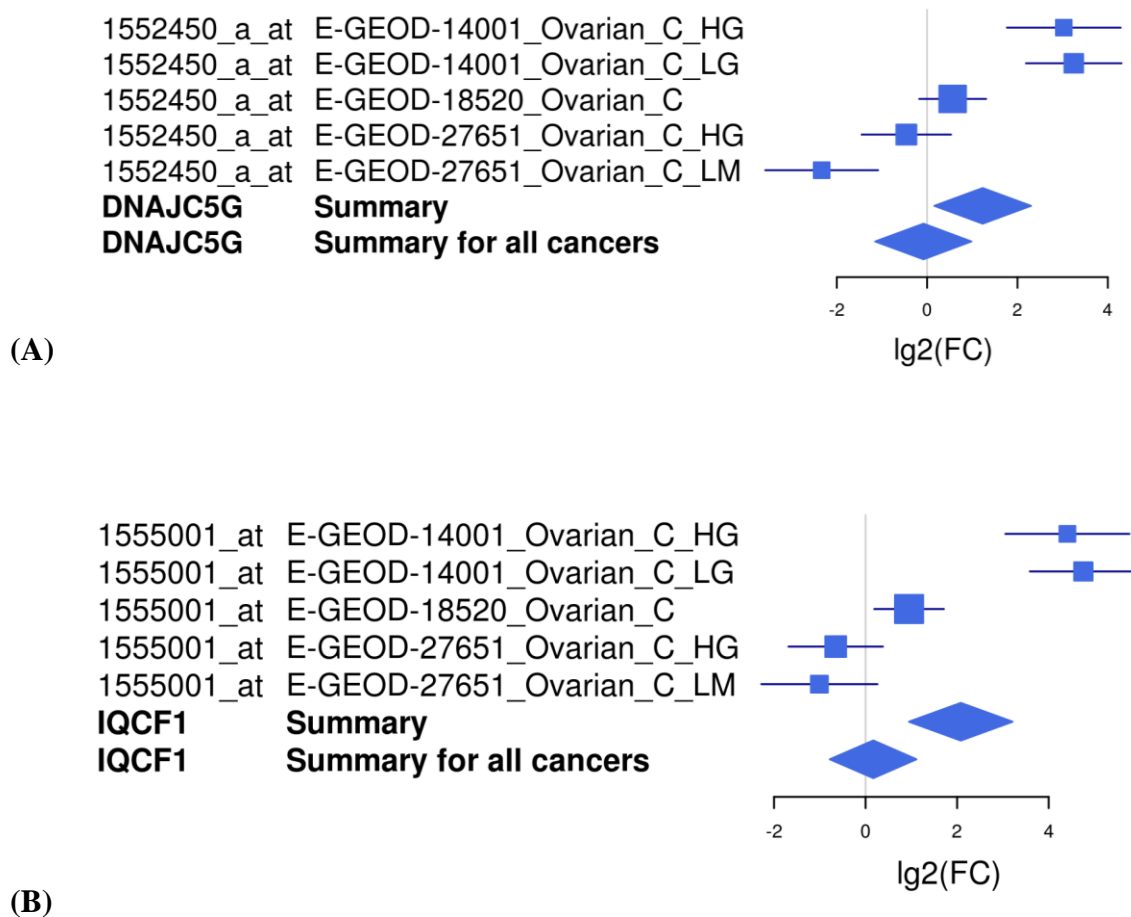 1552450_a_at E-GEOD-14001_Ovarian_C_HG
1552450_a_at E-GEOD-14001_Ovarian_C_LG
1552450_a_at E-GEOD-18520_Ovarian_C
1552450_a_at E-GEOD-27651_Ovarian_C_HG
1552450_a_at E-GEOD-27651_Ovarian_C_LM
DNAJC5G Summary
DNAJC5G Summary for all cancers
-2 0 2 4
lg2(FC)
(A)
1555001_at E-GEOD-14001_Ovarian_C_HG
1555001_at E-GEOD-14001_Ovarian_C_LG
1555001_at E-GEOD-18520_Ovarian_C
1555001_at E-GEOD-27651_Ovarian_C_HG
1555001_at E-GEOD-27651_Ovarian_C_LM
IQCF1 Summary
IQCF1 Summary for all cancers
-2 0 2 4
lg2(FC)
(B)